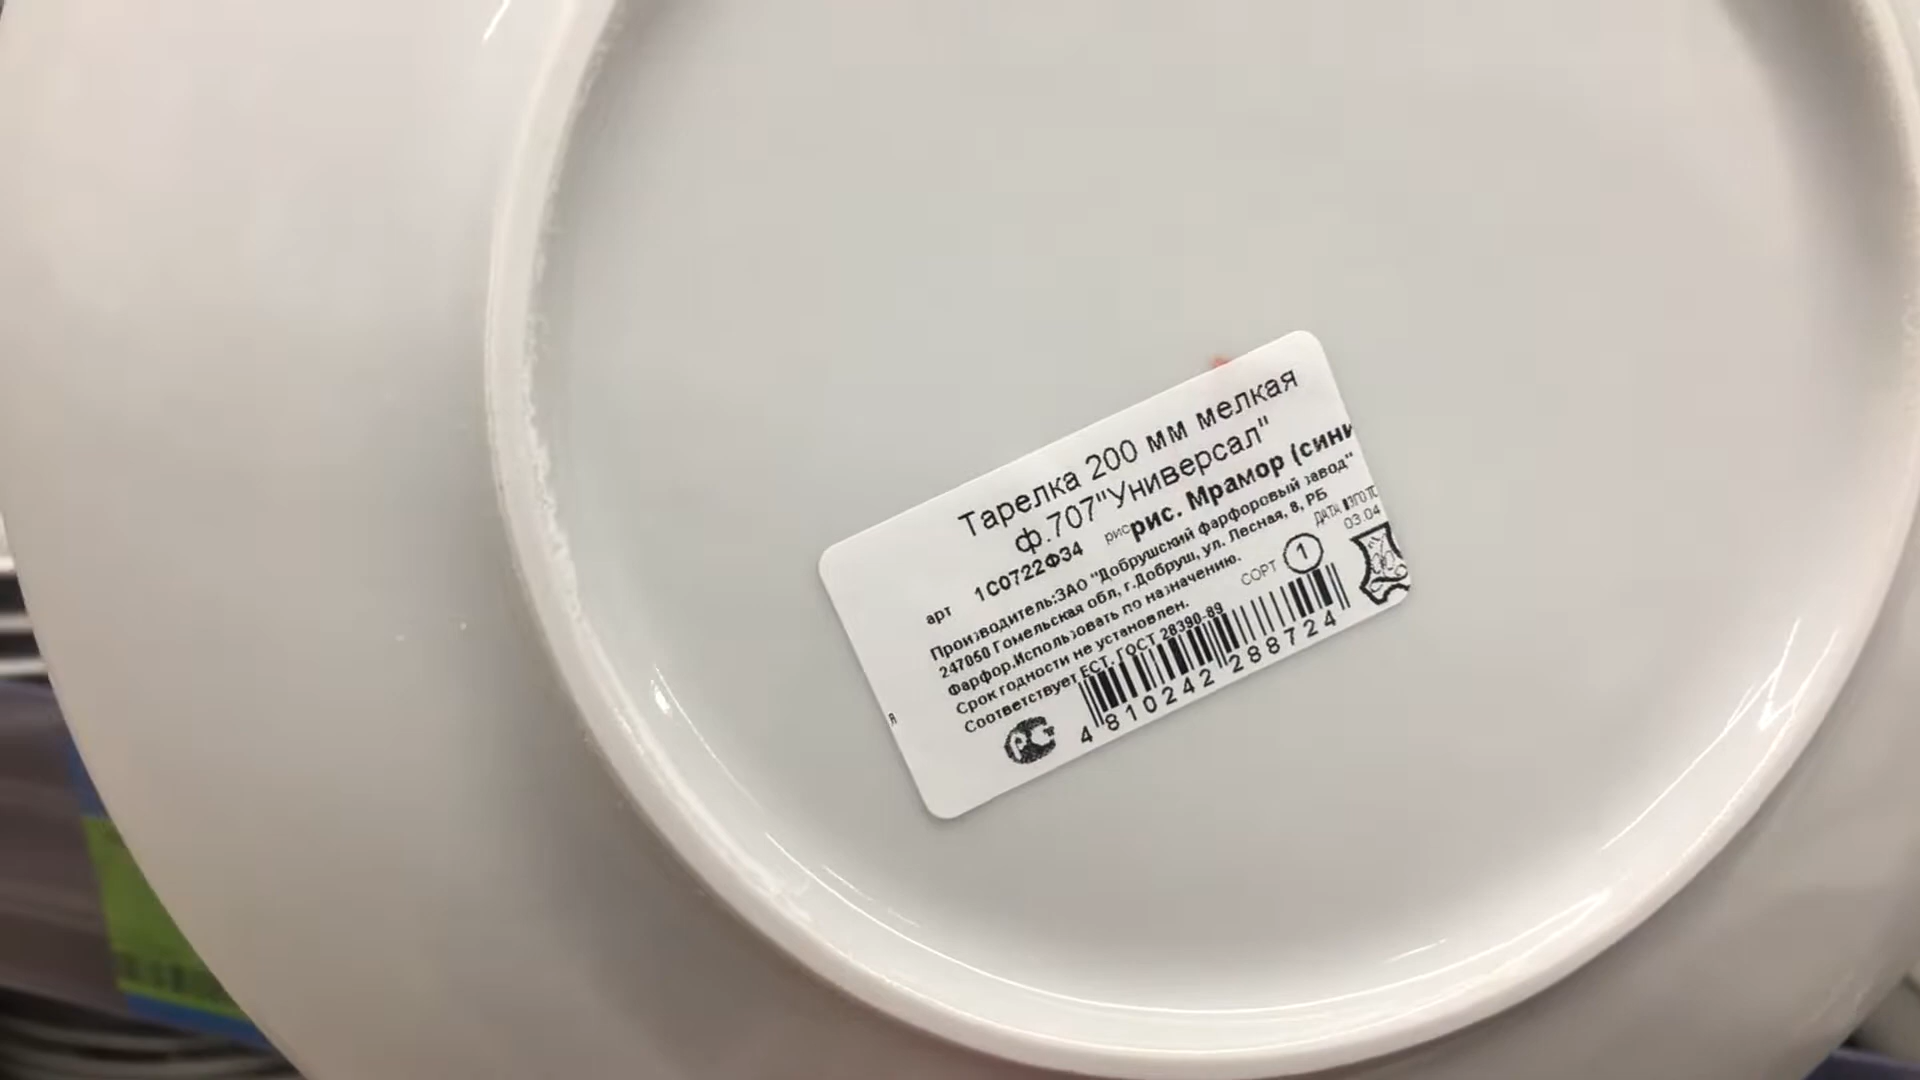 Тарелка 200 мм мелкая
ф.707"Универсал"
арт 1С0722Ф34 рис рис. Мрамор (сини
Производитель:ЗАО "Добрушский фарфоровый завод"
247050 Гомельская обл, г.Добруш, ул. Лесная, 8, РБ
Фарфор.Использовать по назначению.
Срок годности не установлен.
Соответствует ЕСТ. ГОСТ 28390-89
ДАТА ИЗГОТО
03.04
СОРТ 1
РСТ
4 810242 288724
я